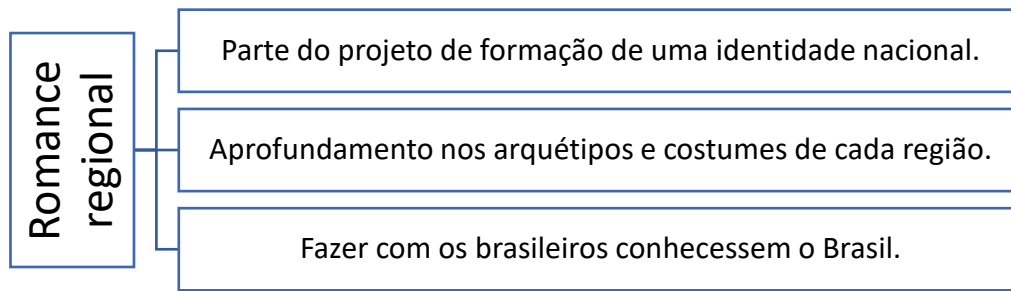 Romance
regional
Parte do projeto de formação de uma identidade nacional.
Aprofundamento nos arquétipos e costumes de cada região.
Fazer com os brasileiros conhecessem o Brasil.